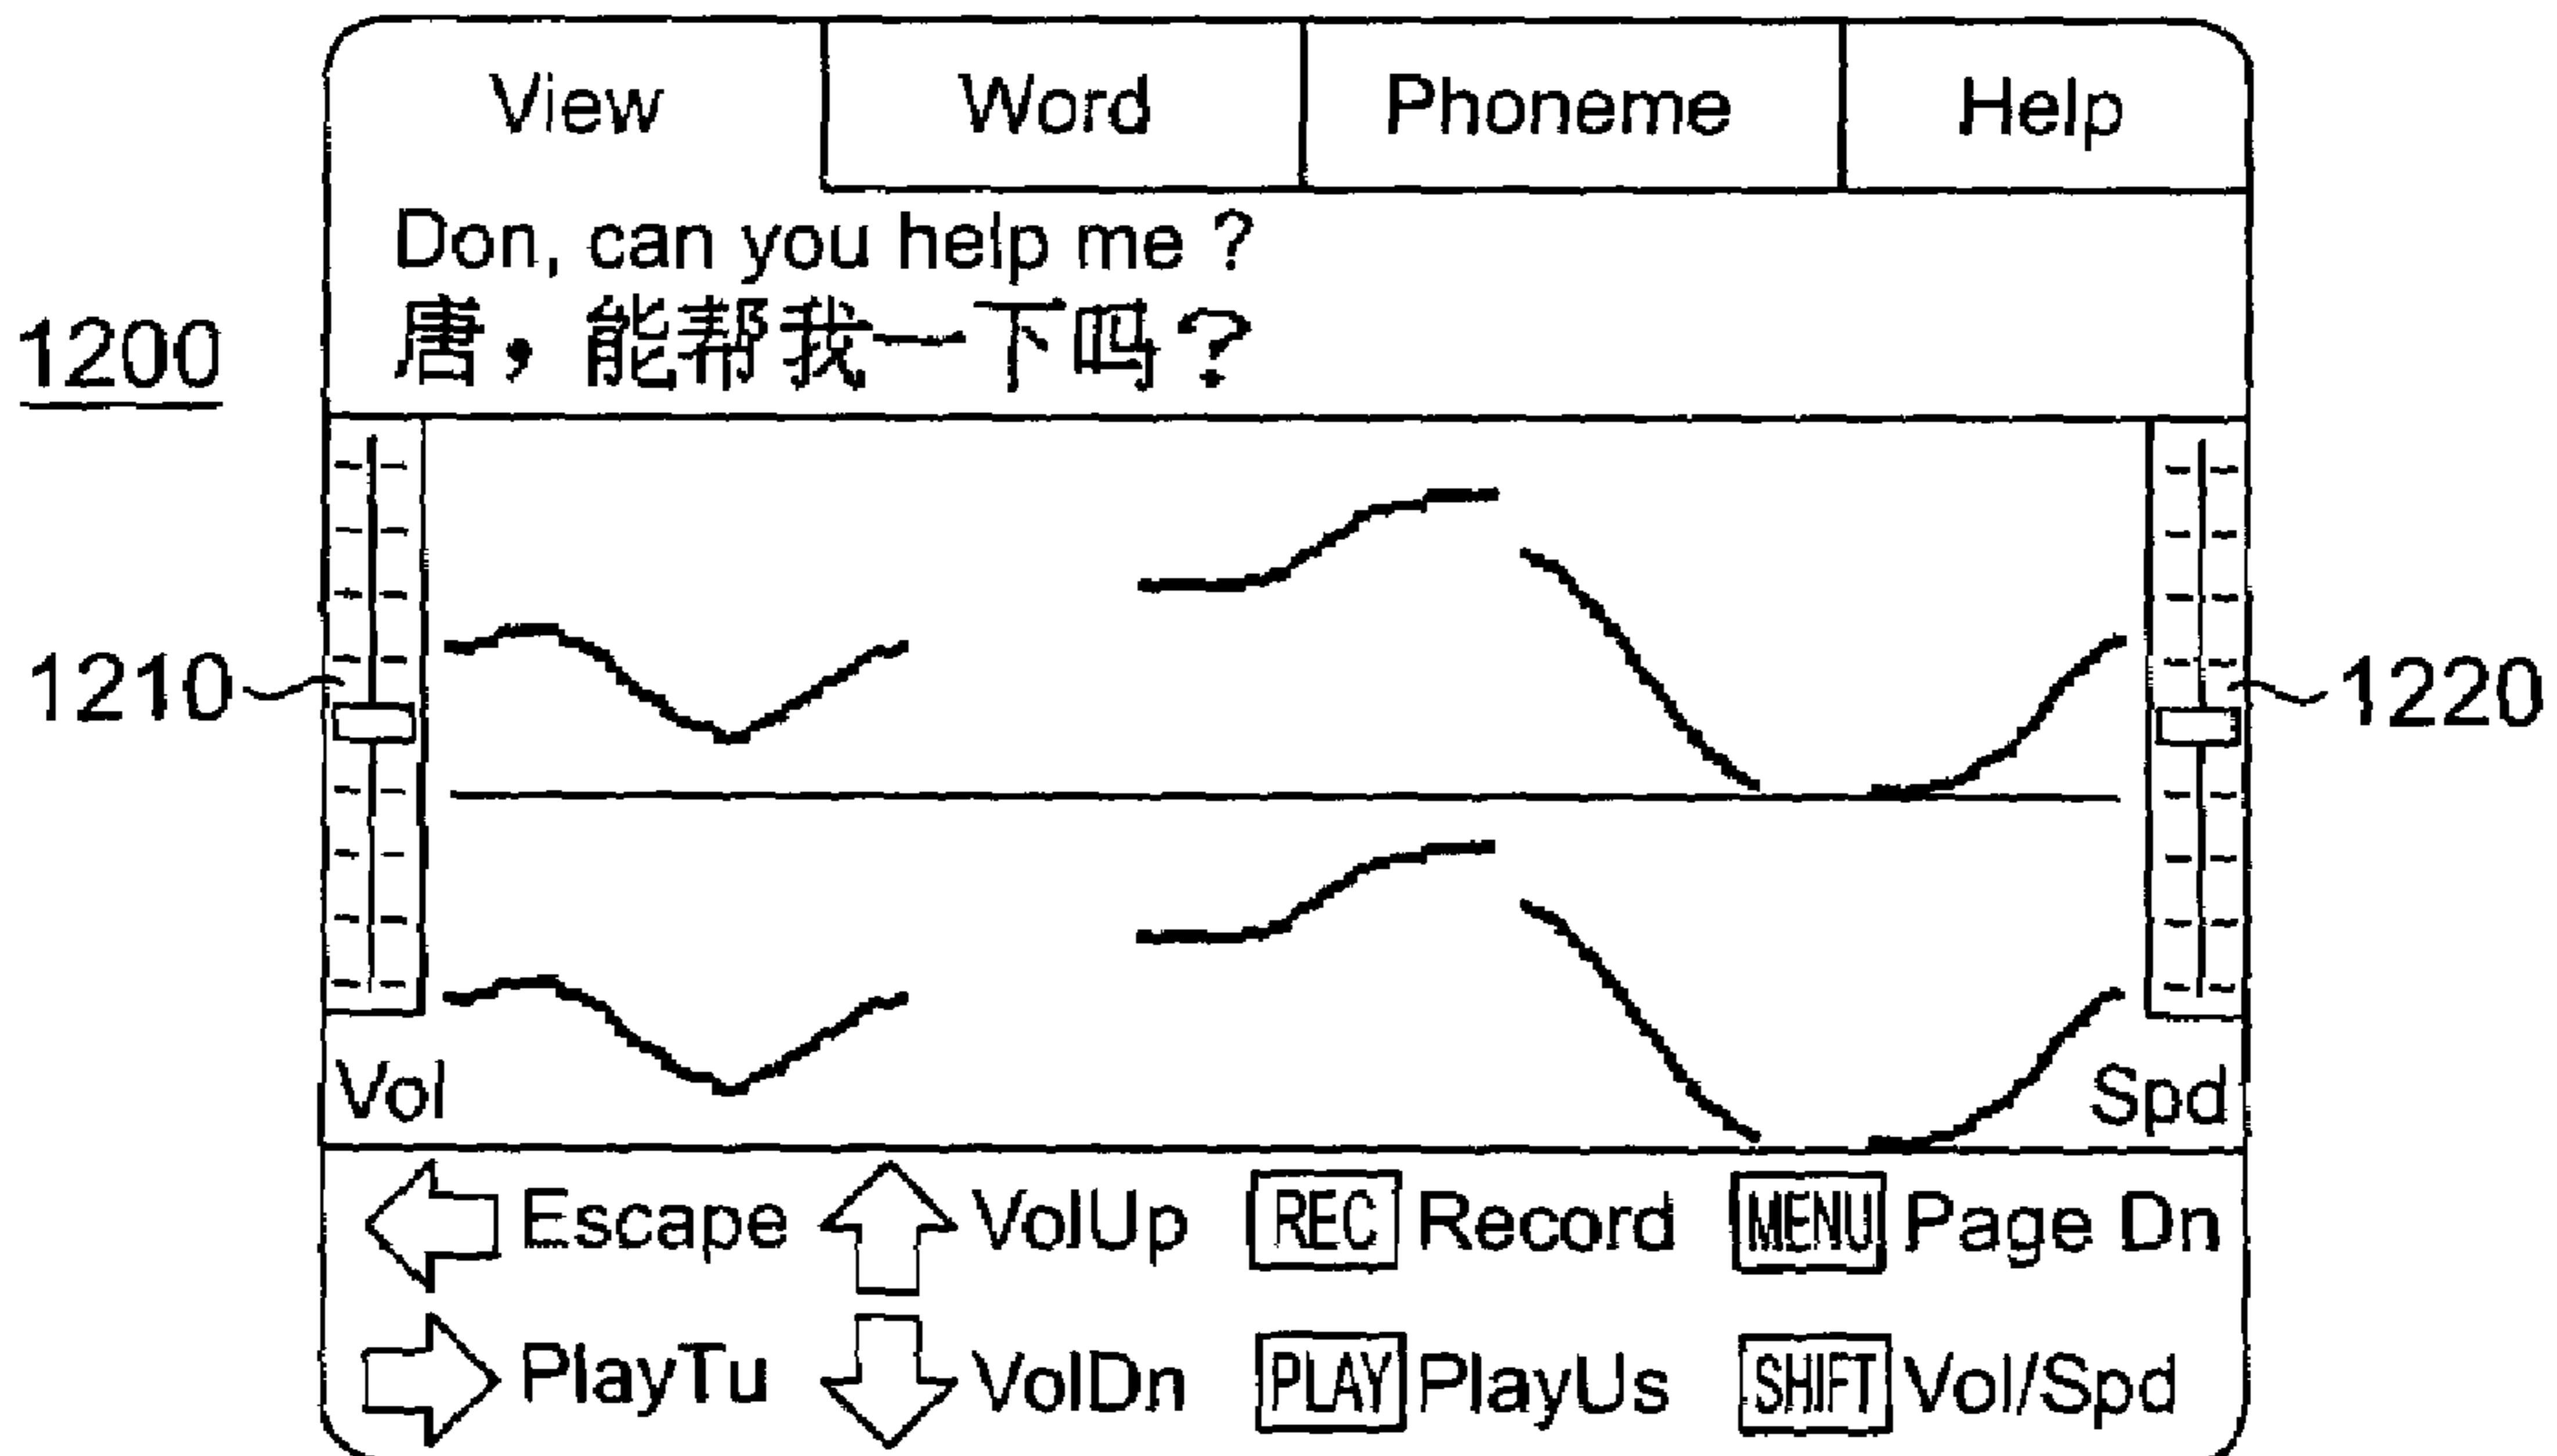 View Word Phoneme Help
Don, can you help me ?
唐，能帮我一下吗？
1200
1210
1220
Vol
Spd
Escape VolUp REC Record MENU Page Dn
PlayTu VolDn PLAY PlayUs SHIFT Vol/Spd